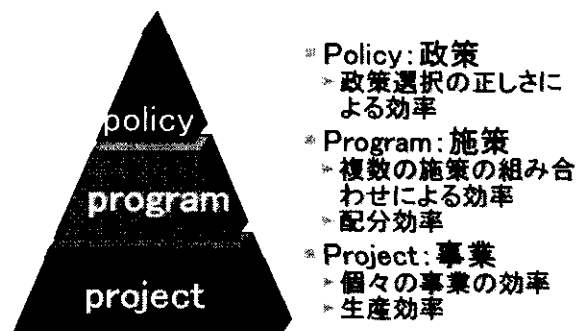 policy
program
project
Policy:政策
政策選択の正しさに
よる効率
Program:施策
複数の施策の組み合
わせによる効率
配分効率
Project:事業
個々の事業の効率
生産効率